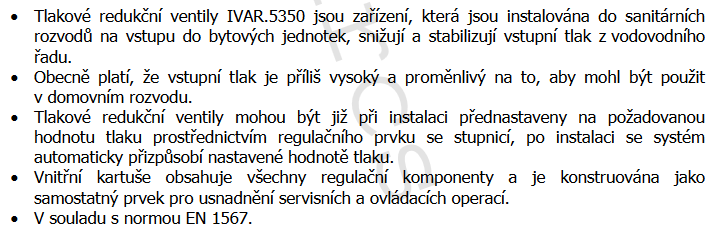 • Tlakové redukční ventily IVAR.5350 jsou zařízení, která jsou instalována do sanitárních
rozvodů na vstupu do bytových jednotek, snižují a stabilizují vstupní tlak z vodovodního
řadu.
• Obecně platí, že vstupní tlak je příliš vysoký a proměnlivý na to, aby mohl být použit
v domovním rozvodu.
• Tlakové redukční ventily mohou být již při instalaci přednastaveny na požadovanou
hodnotu tlaku prostřednictvím regulačního prvku se stupnicí, po instalaci se systém
automaticky přizpůsobí nastavené hodnotě tlaku.
• Vnitřní kartuše obsahuje všechny regulační komponenty a je konstruována jako
samostatný prvek pro usnadnění servisních a ovládacích operací.
• V souladu s normou EN 1567.